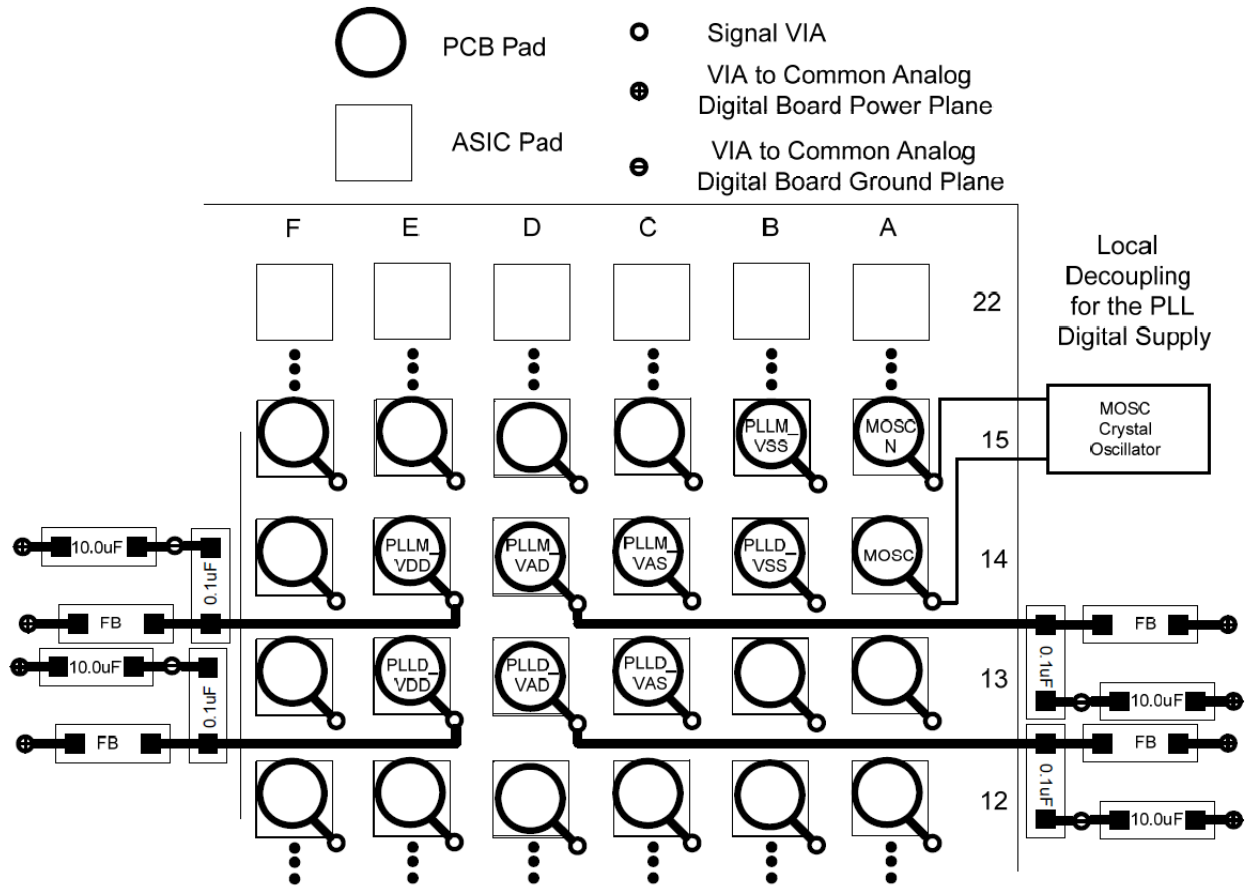 PCB Pad
Signal VIA
VIA to Common Analog
Digital Board Power Plane
ASIC Pad
VIA to Common Analog
Digital Board Ground Plane
F E D C B A
Local
Decoupling
for the PLL
Digital Supply
22
PLLM_
VSS
MOSC
N
15
MOSC
Crystal
Oscillator
10.0uF
0.1uF
FB
PLLM_
VDD
PLLM_
VAD
PLLM_
VAS
PLLD_
VSS
MOSC
14
0.1uF
FB
10.0uF
10.0uF
0.1uF
FB
PLLD_
VDD
PLLD_
VAD
PLLD_
VAS
13
0.1uF
FB
10.0uF
12